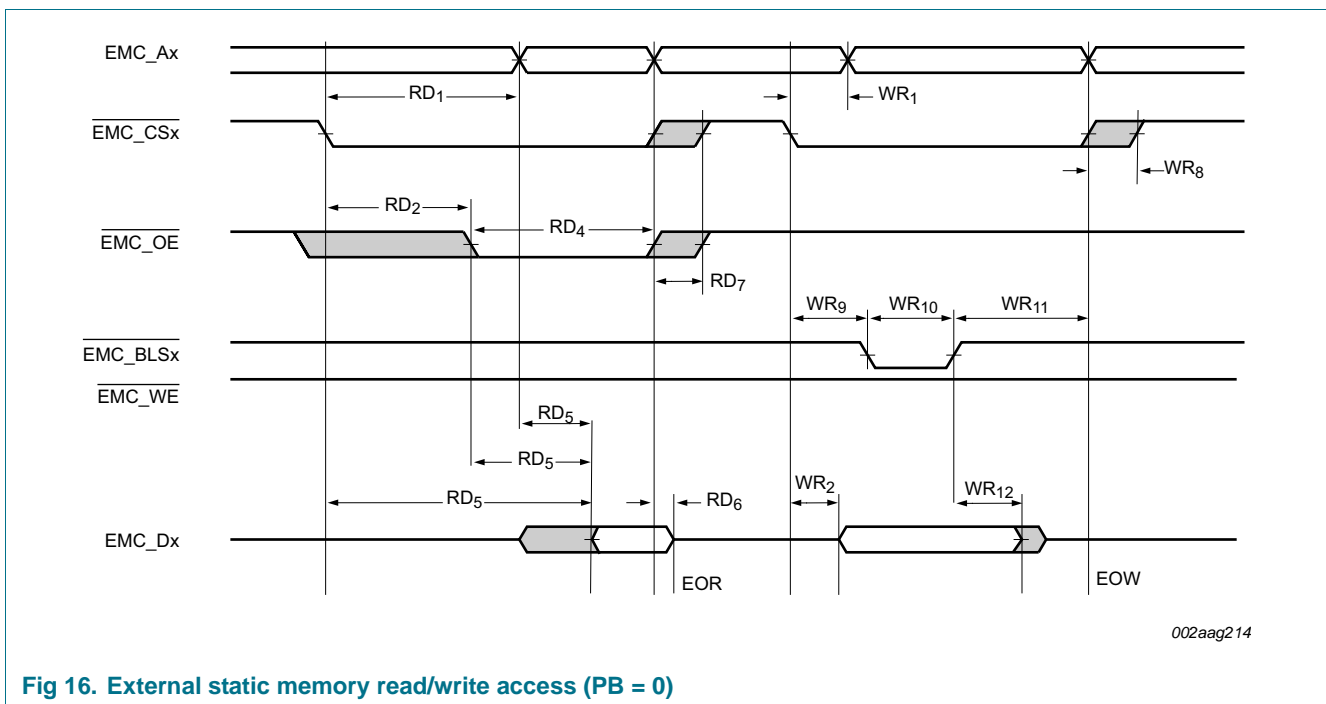 EMC_Ax
RD1
WR1
EMC_CSx
WR8
RD2
RD4
EMC_OE
RD7
WR9
WR10
WR11
EMC_BLSx
EMC_WE
RD5
RD5
RD5
RD6
WR2
WR12
EMC_Dx
EOR
EOW
002aag214
Fig 16. External static memory read/write access (PB = 0)